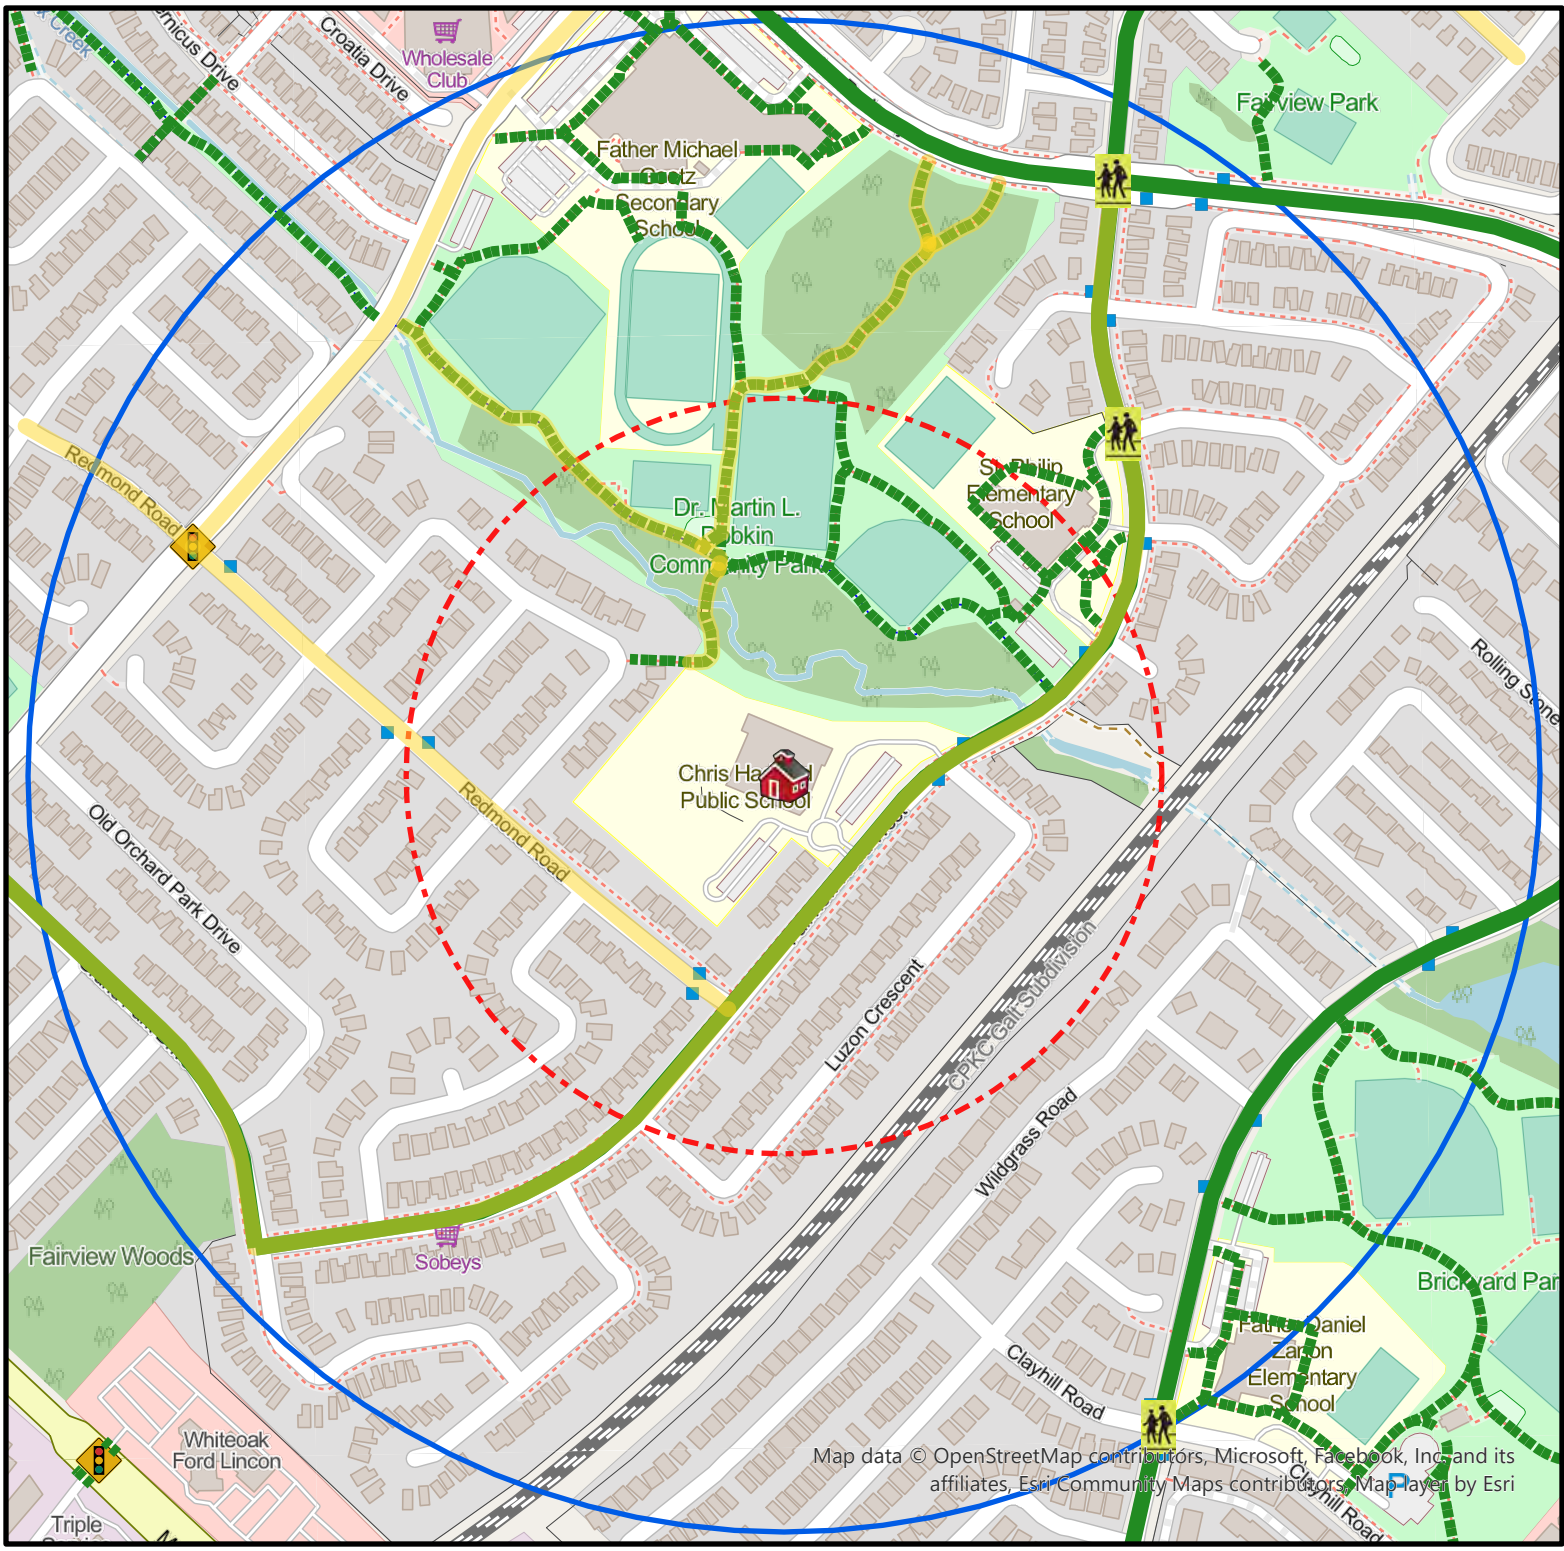 Creek
Croatia Drive
Wholesale
Club
Fairview Park
Father Michael
Goetz
Secondary
School
Redmond Road
St. Philip
Elementary
School
Dr. Martin L.
Dobkin
Community Park
Rolling Stone
Chris Hadfield
Public School
Redmond Road
Old Orchard Park Drive
Luzon Crescent
CPKC Galt Subdivision
Wildgrass Road
Fairview Woods
Sobeys
Brickyard Par
Father Daniel
Zanon
Elementary
School
Clayhill Road
Whiteoak
Ford Lincon
P
Clayhill Road
Triple
Map data © OpenStreetMap contributors, Microsoft, Facebook, Inc. and its
affiliates, Esri Community Maps contributors, Map layer by Esri